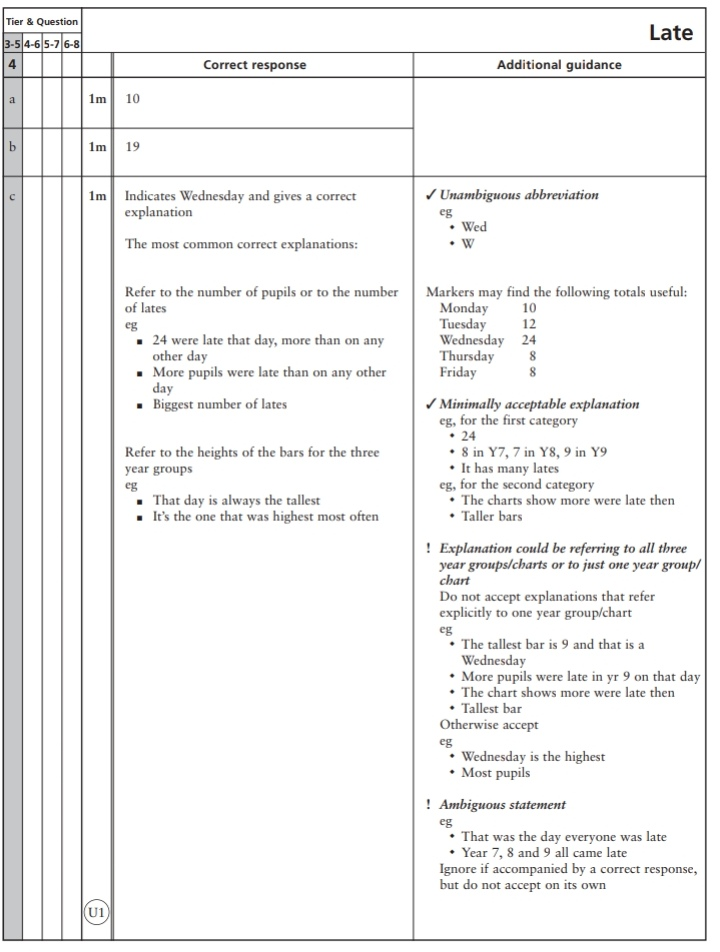 Tier & Question
3-5 4-6 5-7 6-8
Late
4
Correct response
Additional guidance
a
1m
10
b
1m
19
c
1m
Indicates Wednesday and gives a correct
explanation
The most common correct explanations:
Refer to the number of pupils or to the number
of lates
eg
▪ 24 were late that day, more than on any
other day
▪ More pupils were late than on any other
day
▪ Biggest number of lates
Refer to the heights of the bars for the three
year groups
eg
▪ That day is always the tallest
▪ It's the one that was highest most often
U1
✓ Unambiguous abbreviation
eg
• Wed
• W
Markers may find the following totals useful:
Monday 10
Tuesday 12
Wednesday 24
Thursday 8
Friday 8
✓ Minimally acceptable explanation
eg, for the first category
• 24
• 8 in Y7, 7 in Y8, 9 in Y9
• It has many lates
eg, for the second category
• The charts show more were late then
• Taller bars
! Explanation could be referring to all three
year groups/charts or to just one year group/
chart
Do not accept explanations that refer
explicitly to one year group/chart
eg
• The tallest bar is 9 and that is a
Wednesday
• More pupils were late in yr 9 on that day
• The chart shows more were late then
• Tallest bar
Otherwise accept
eg
• Wednesday is the highest
• Most pupils
! Ambiguous statement
eg
• That was the day everyone was late
• Year 7, 8 and 9 all came late
Ignore if accompanied by a correct response,
but do not accept on its own